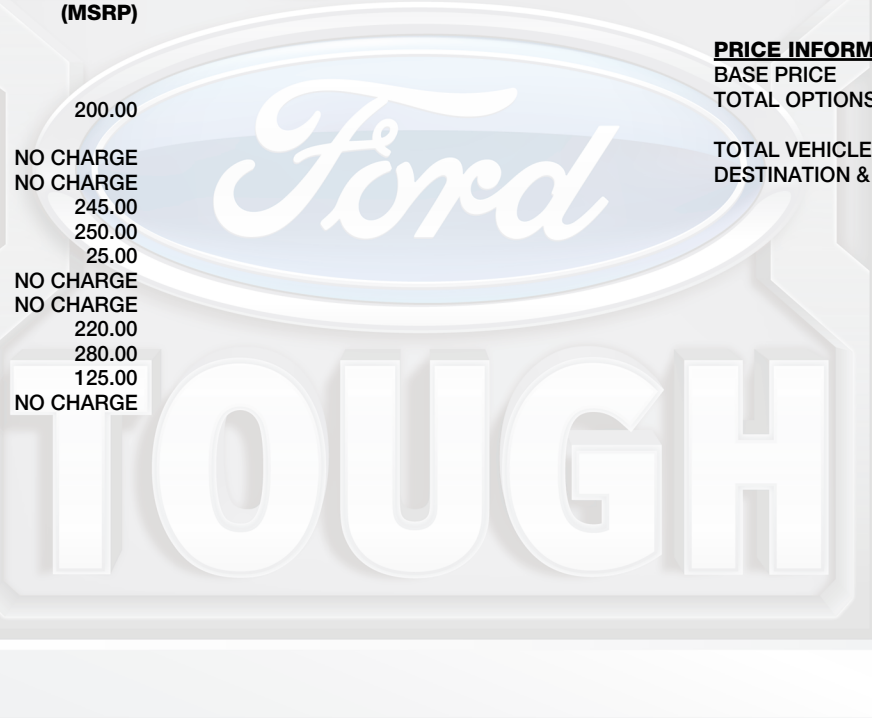 (MSRP)
PRICE INFORM
BASE PRICE
TOTAL OPTIONS
200.00
TOTAL VEHICLE
DESTINATION &
NO CHARGE
NO CHARGE
245.00
250.00
25.00
NO CHARGE
NO CHARGE
220.00
280.00
125.00
NO CHARGE
Ford
TOUGH